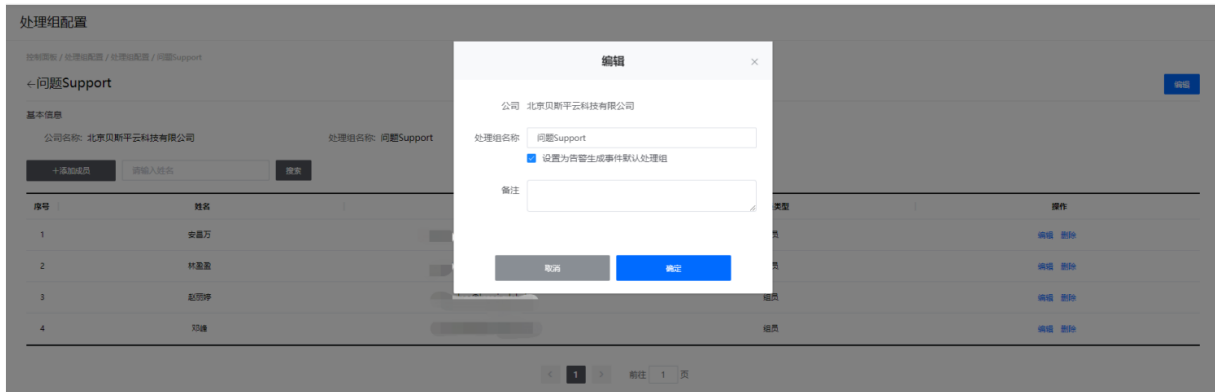 处理组配置
控制面板 / 处理组配置 / 处理组配置 / 问题Support
←问题Support
编辑
基本信息
公司名称: 北京贝斯平云科技有限公司
处理组名称: 问题Support
+添加成员
请输入姓名
搜索
序号 姓名 类型 操作
1 安嘉万 员 编辑 删除
2 林盈盈 员 编辑 删除
3 赵丽婷 组员 编辑 删除
4 组员 编辑 删除
1 前往 1 页
编辑
公司 北京贝斯平云科技有限公司
处理组名称 问题Support
设置为告警生成事件默认处理组
备注
取消 确定